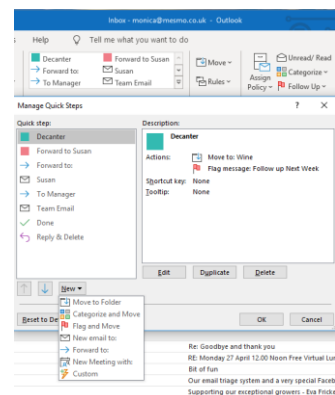 Inbox - monica@mesmo.co.uk - Outlook
s Help Tell me what you want to do
Decanter Forward to Susan
Forward to: Susan
To Manager Team Email
Move
Rules
Assign Policy
Unread/ Read
Categorize
Follow Up
Manage Quick Steps ? ×
Quick step:
Decanter
Forward to Susan
Forward to:
Susan
To Manager
Team Email
Done
Reply & Delete
Description:
Decanter
Actions: Move to: Wine
Flag message: Follow up Next Week
Shortcut key: None
Tooltip: None
Edit Duplicate Delete
New
Move to Folder
Categorize and Move
Flag and Move
New email to:
Forward to:
New Meeting with:
Custom
Reset to De
OK Cancel
Re: Goodbye and thank you
RE: Monday 27 April 12.00 Noon Free Virtual Lun
Bit of fun
Our email triage system and a very special Faceb
Supporting our exceptional growers - Eva Fricke